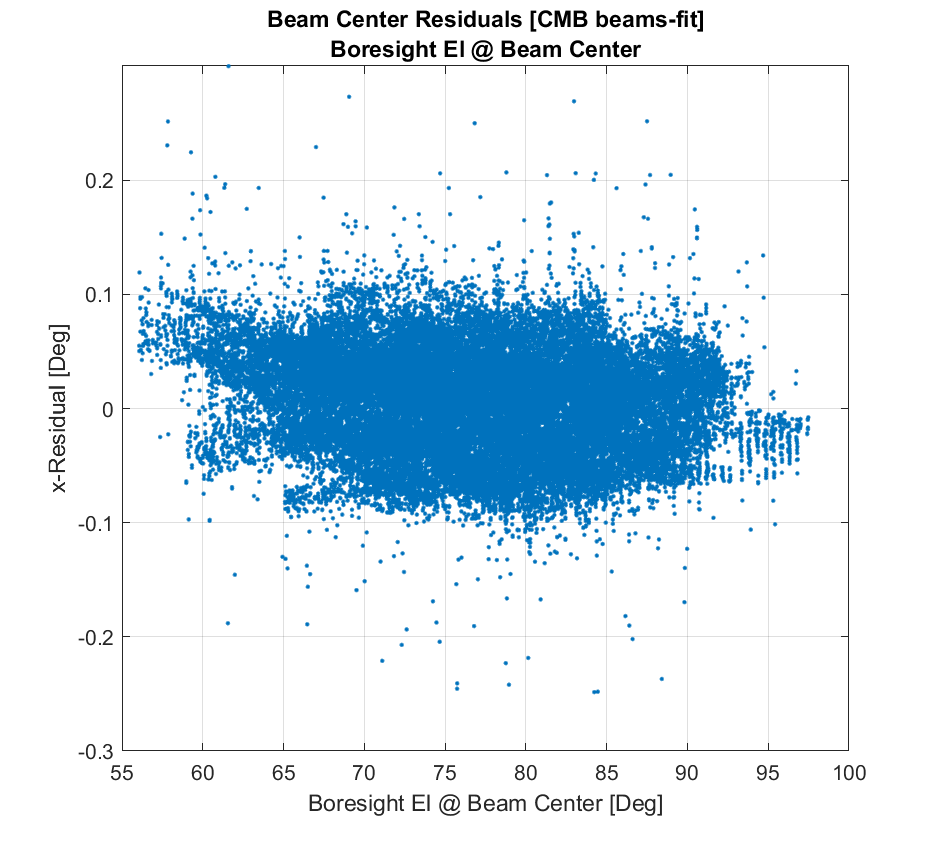 Beam Center Residuals [CMB beams-fit]
Boresight El @ Beam Center
x-Residual [Deg]
0.2
0.1
0
-0.1
-0.2
-0.3
55 60 65 70 75 80 85 90 95 100
Boresight El @ Beam Center [Deg]